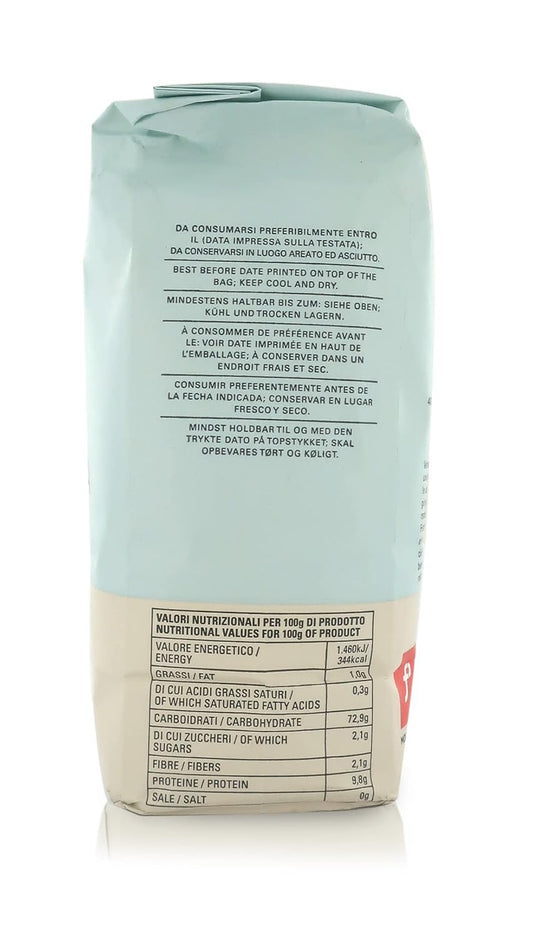 DA CONSUMARSI PREFERIBILMENTE ENTRO
IL (DATA IMPRESSA SULLA TESTATA);
DA CONSERVARSI IN LUOGO AREATO ED ASCIUTTO.
BEST BEFORE DATE PRINTED ON TOP OF THE
BAG; KEEP COOL AND DRY.
MINDESTENS HALTBAR BIS ZUM: SIEHE OBEN;
KÜHL UND TROCKEN LAGERN.
À CONSOMMER DE PRÉFÉRENCE AVANT
LE: VOIR DATE IMPRIMÉE EN HAUT DE
L'EMBALLAGE; À CONSERVER DANS UN
ENDROIT FRAIS ET SEC.
CONSUMIR PREFERENTEMENTE ANTES DE
LA FECHA INDICADA; CONSERVAR EN LUGAR
FRESCO Y SECO.
MINDST HOLDBAR TIL OG MED DEN
TRYKTE DATO PÅ TOPSTYKKET; SKAL
OPBEVARES TØRT OG KØLIGT.
VALORI NUTRIZIONALI PER 100g DI PRODOTTO
NUTRITIONAL VALUES FOR 100g OF PRODUCT
VALORE ENERGETICO / 1.460kJ/
ENERGY 344kcal
GRASSI / FAT 1,0g
DI CUI ACIDI GRASSI SATURI / 0,3g
OF WHICH SATURATED FATTY ACIDS
CARBOIDRATI / CARBOHYDRATE 72,9g
DI CUI ZUCCHERI / OF WHICH 2,1g
SUGARS
FIBRE / FIBERS 2,1g
PROTEINE / PROTEIN 9,8g
SALE / SALT 0g